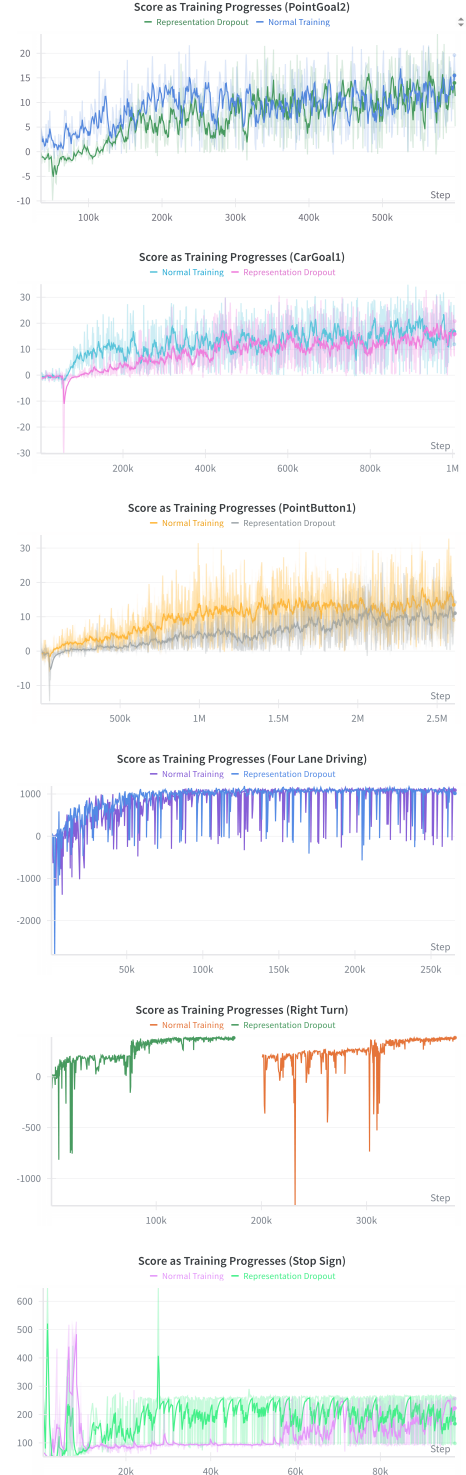 Score as Training Progresses (PointGoal2)
Representation Dropout Normal Training
20
15
10
5
0
-5
-10
Step
100k 200k 300k 400k 500k
Score as Training Progresses (CarGoal1)
Normal Training Representation Dropout
30
20
10
0
-10
-20
-30
Step
200k 400k 600k 800k 1M
Score as Training Progresses (PointButton1)
Normal Training Representation Dropout
30
20
10
0
-10
Step
500k 1M 1.5M 2M 2.5M
Score as Training Progresses (Four Lane Driving)
Normal Training Representation Dropout
1000
0
-1000
-2000
Step
50k 100k 150k 200k 250k
Score as Training Progresses (Right Turn)
Normal Training Representation Dropout
0
-500
-1000
Step
100k 200k 300k
Score as Training Progresses (Stop Sign)
Normal Training Representation Dropout
600
500
400
300
200
100
Step
20k 40k 60k 80k